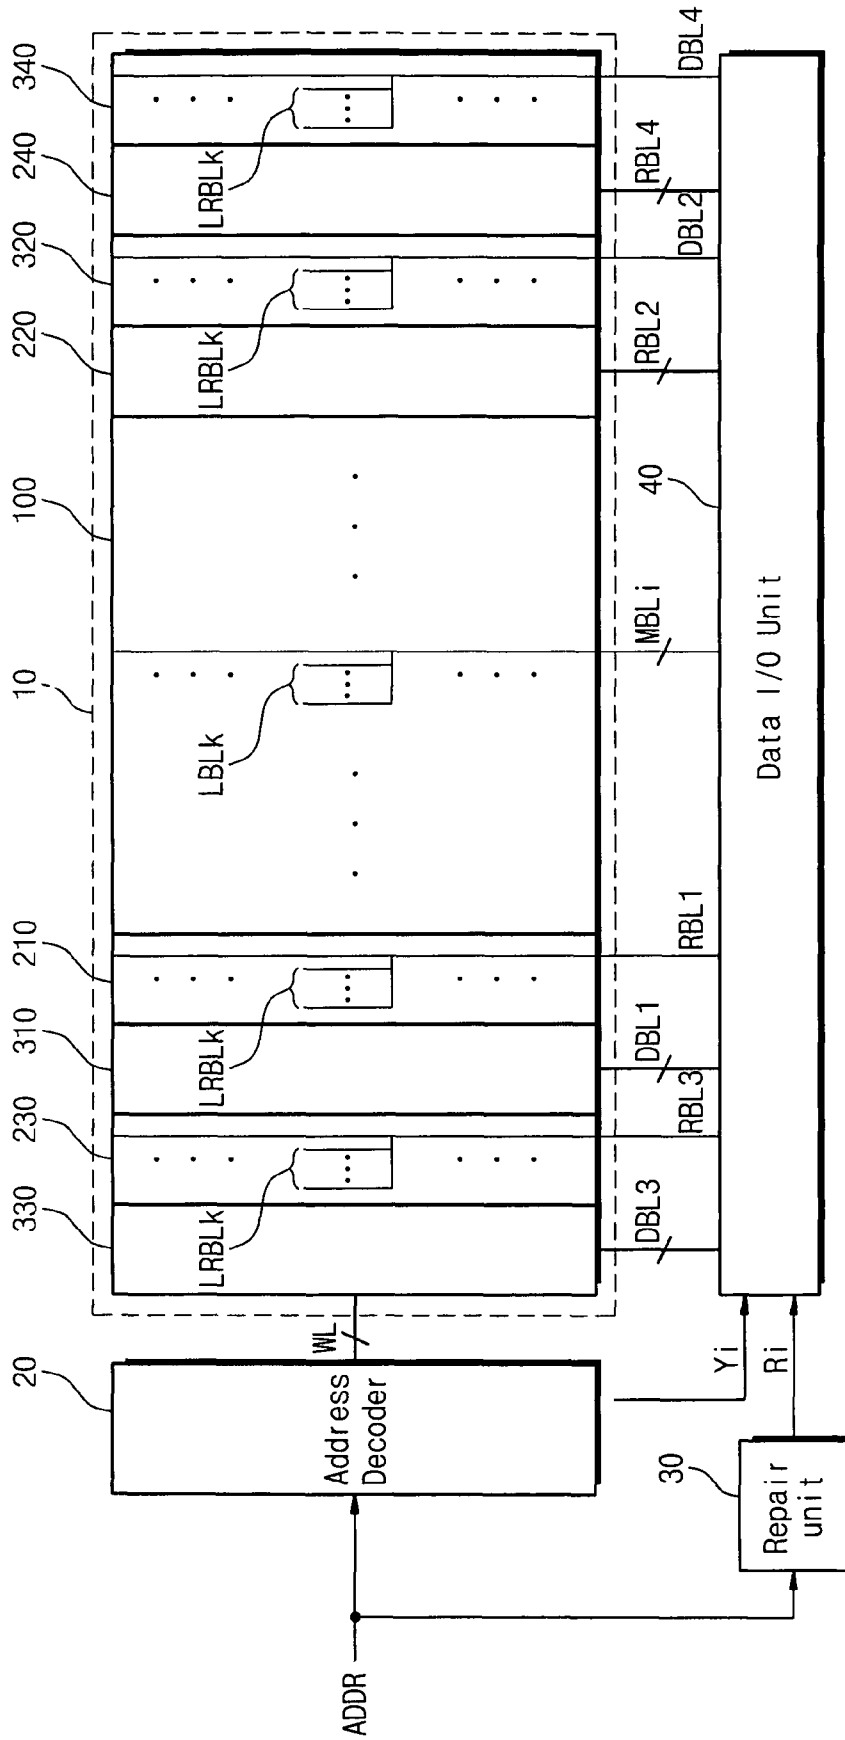 20
330
230
310
210
10
100
220
320
240
340
LRBLk
LRBLk
LBLk
LRBLk
LRBLk
ADDR
Address
Decoder
WL
DBL3
RBL3
DBL1
RBL1
MBLi
RBL2
DBL2
RBL4
DBL4
Yi
Ri
30
Repair
unit
40
Data I/O Unit